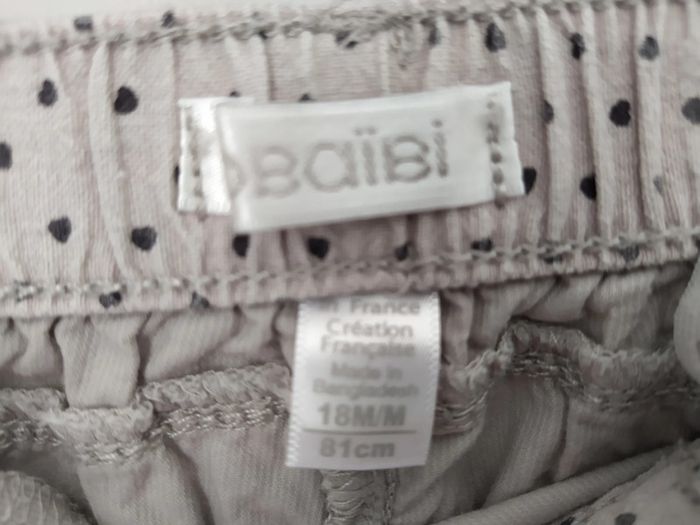 obaïbi
France
Création
Française
Made in
Bangladesh
18M/M
81cm